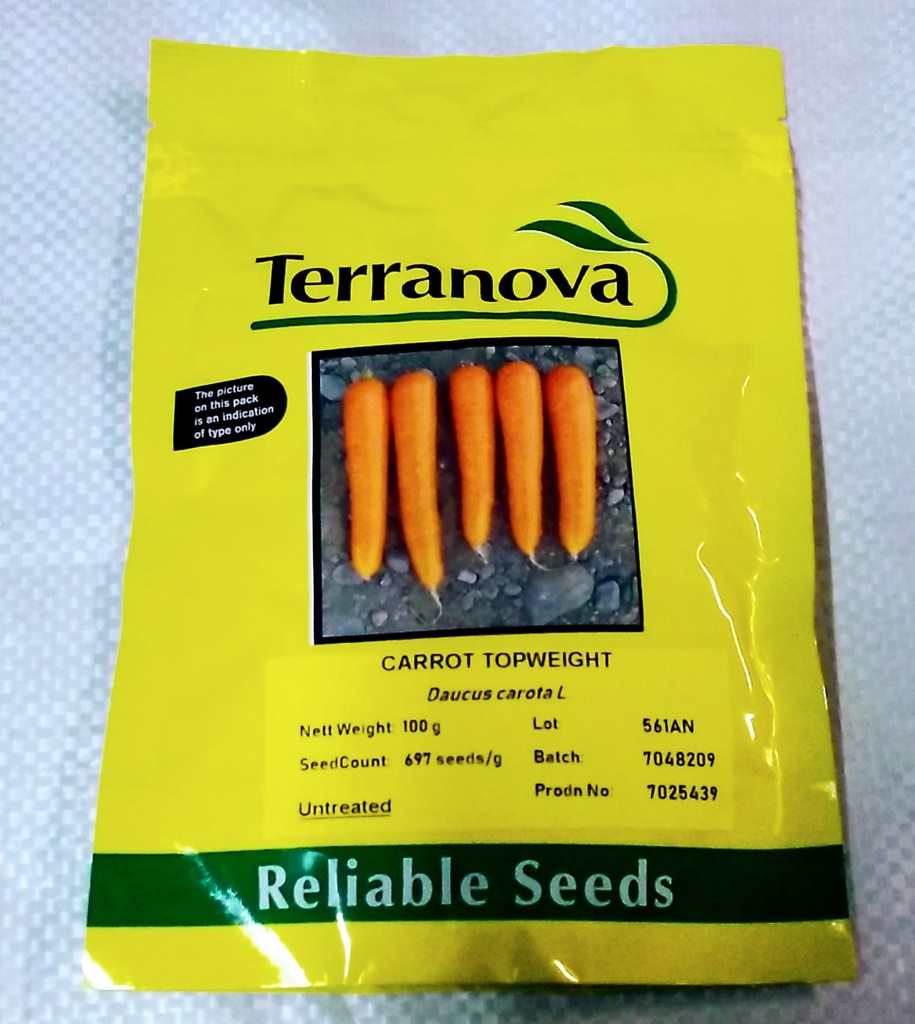 Terranova
The picture
on this pack
is an indication
of type only
CARROT TOPWEIGHT
Daucus carota L
Nett Weight: 100 g
Lot: 561AN
SeedCount: 697 seeds/g
Batch: 7048209
Prodn No: 7025439
Untreated
Reliable Seeds